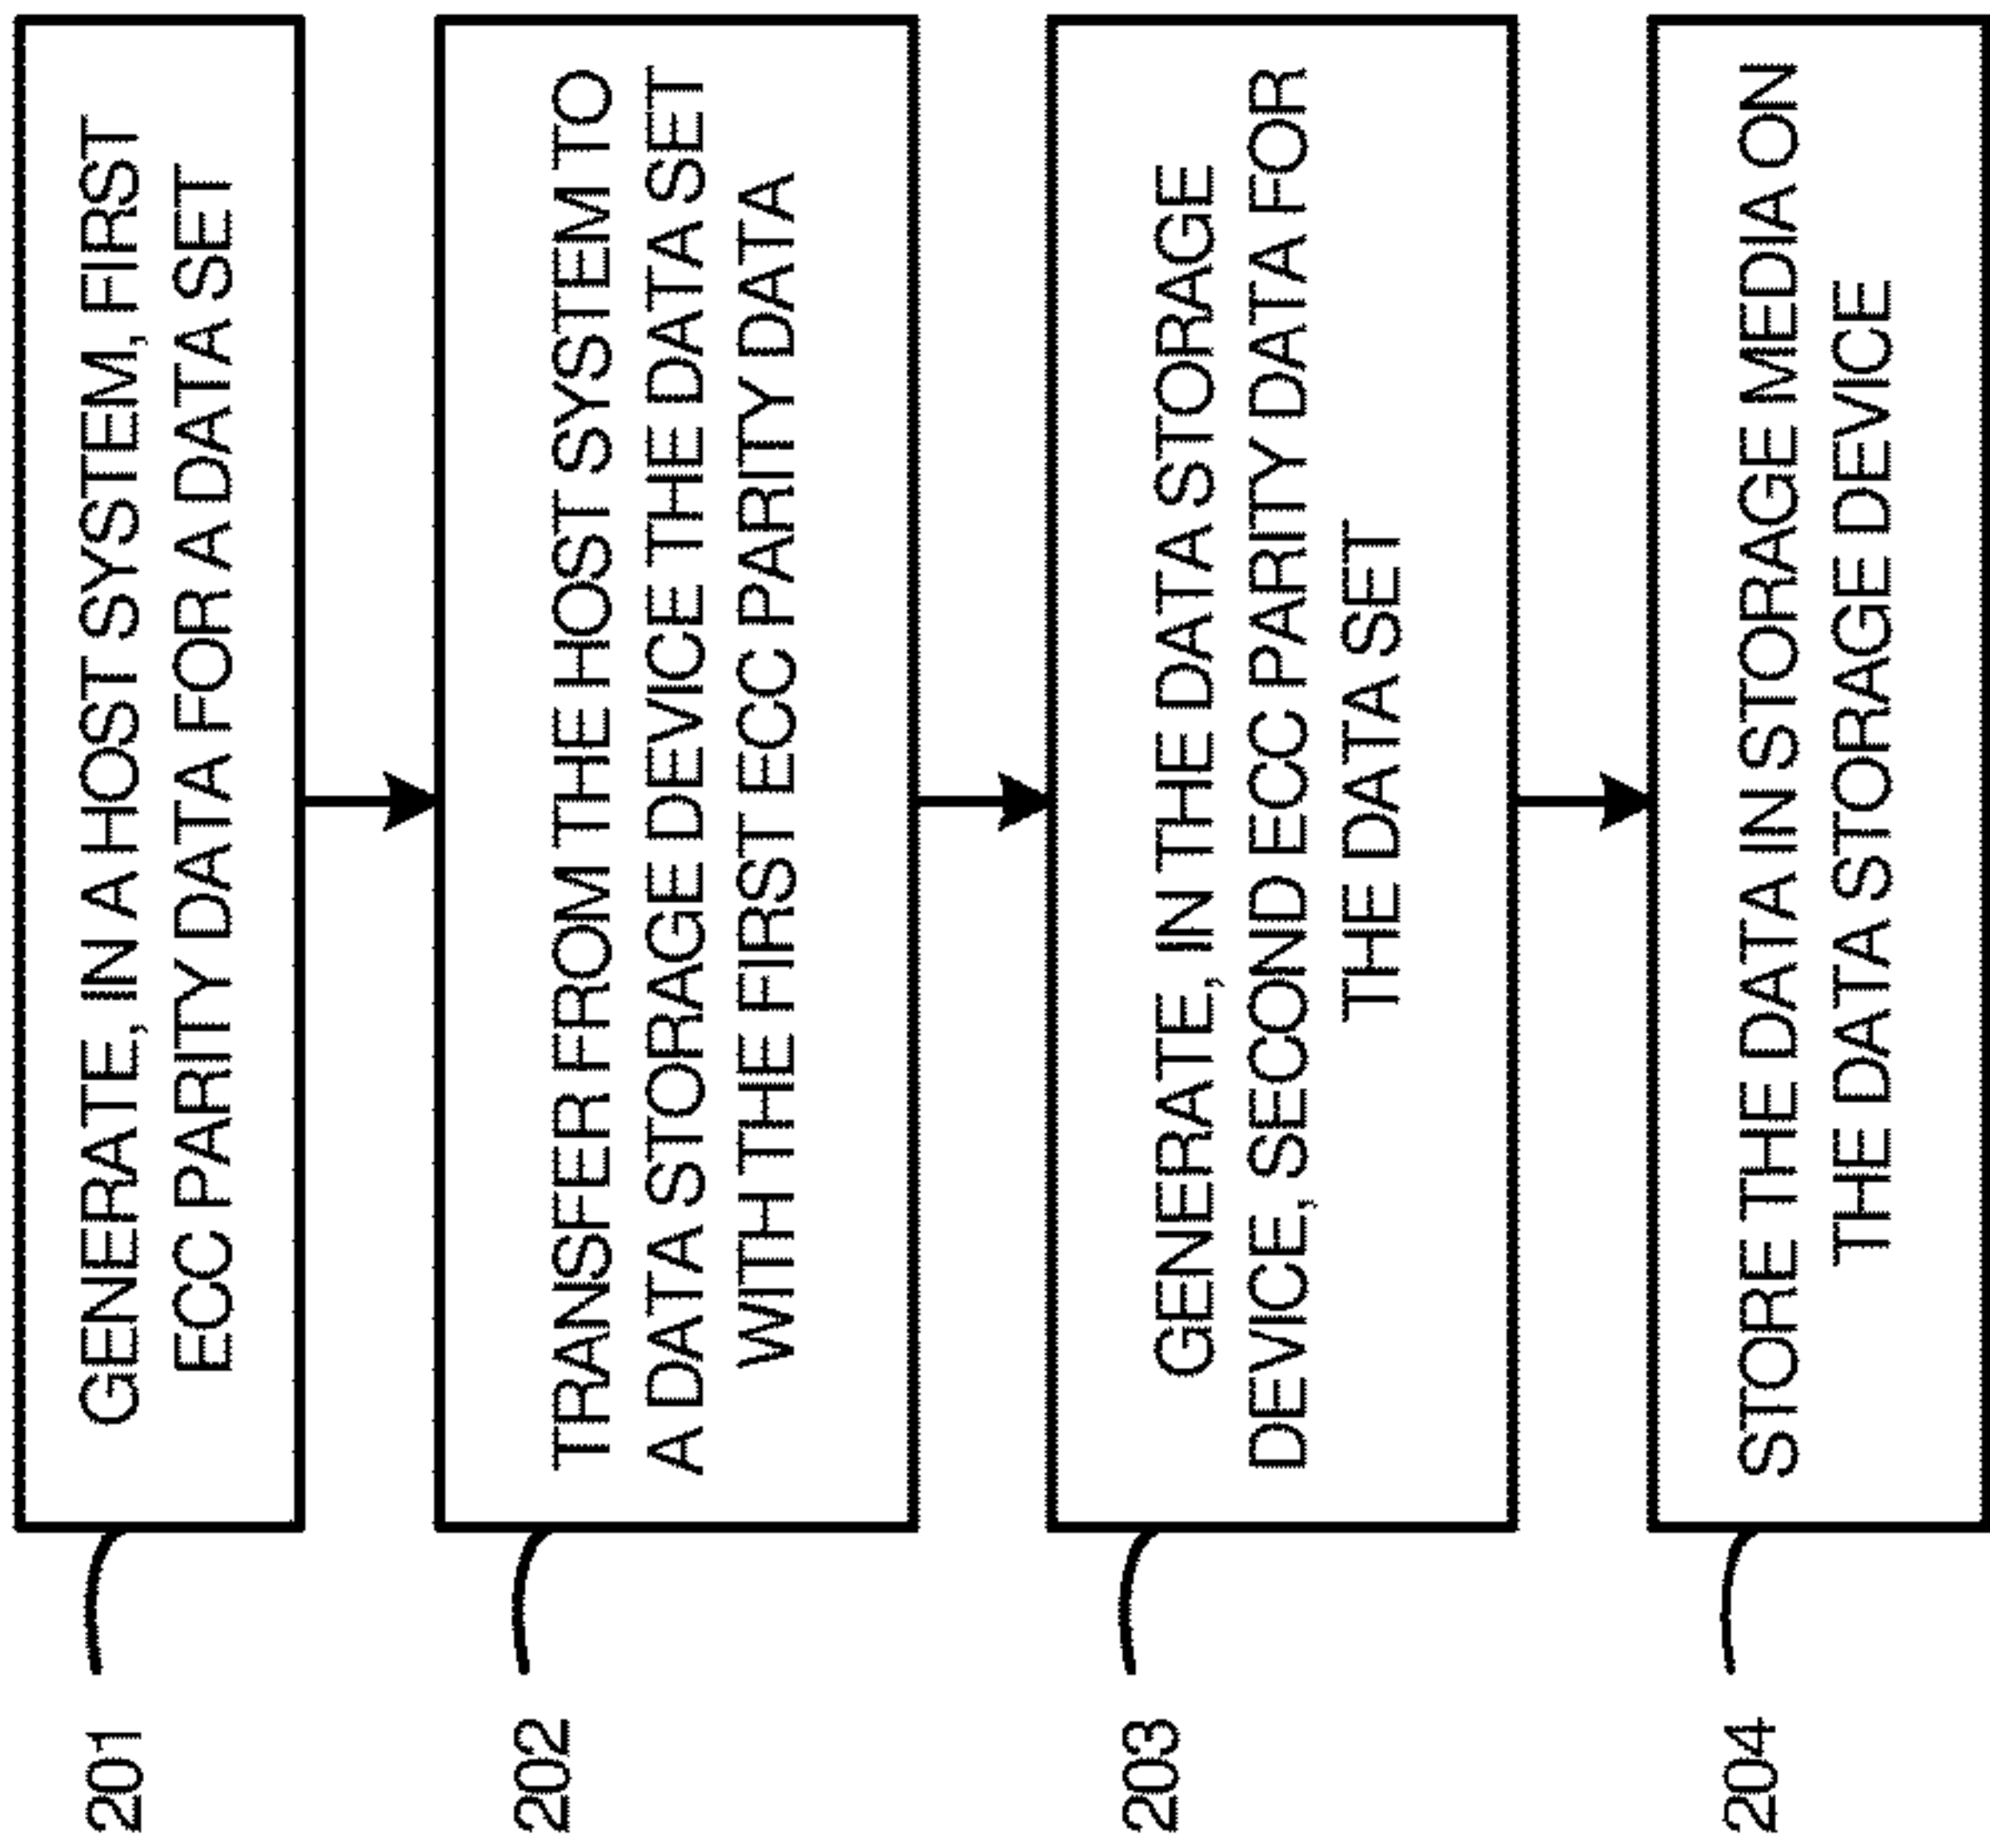 201
GENERATE, IN A HOST SYSTEM, FIRST
ECC PARITY DATA FOR A DATA SET
202
TRANSFER FROM THE HOST SYSTEM TO
A DATA STORAGE DEVICE THE DATA SET
WITH THE FIRST ECC PARITY DATA
203
GENERATE, IN THE DATA STORAGE
DEVICE, SECOND ECC PARITY DATA FOR
THE DATA SET
204
STORE THE DATA IN STORAGE MEDIA ON
THE DATA STORAGE DEVICE